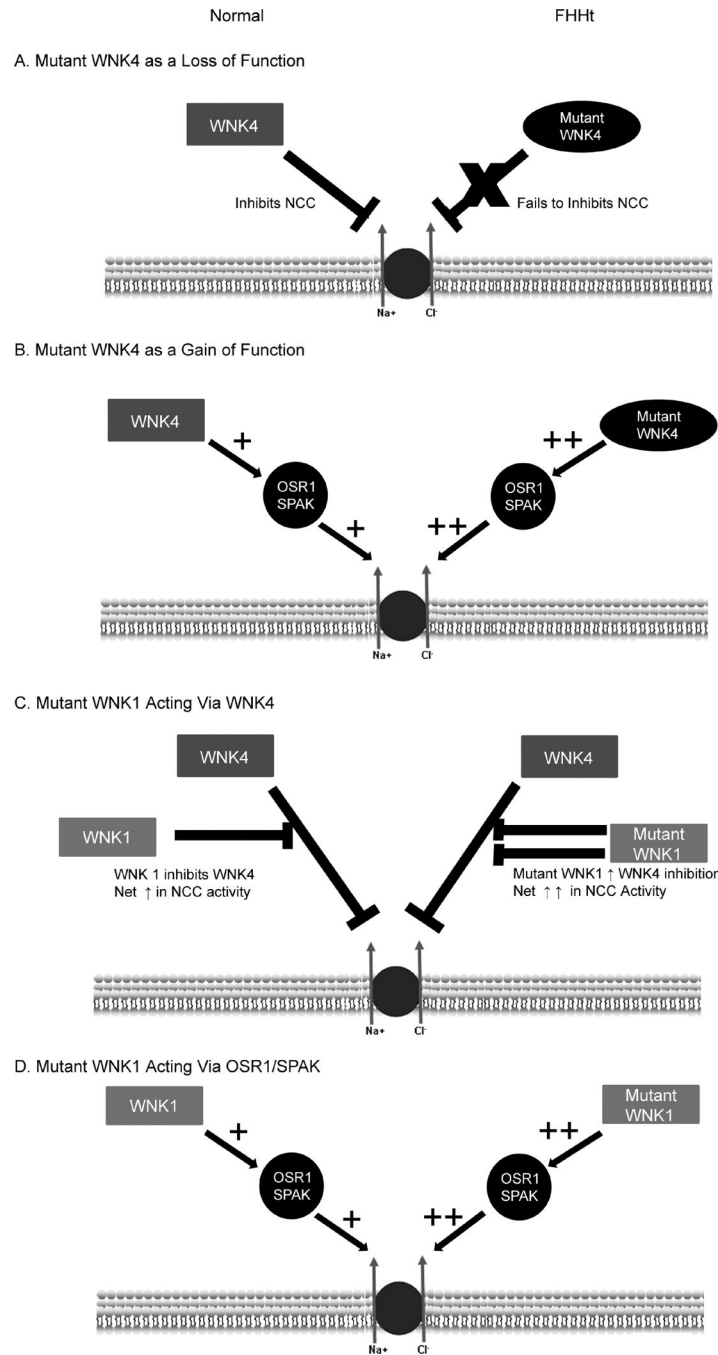 Normal
FHHt
A. Mutant WNK4 as a Loss of Function
WNK4
Mutant
WNK4
Inhibits NCC
Fails to Inhibits NCC
Na+
Cl-
B. Mutant WNK4 as a Gain of Function
WNK4
Mutant
WNK4
+
++
OSR1
SPAK
OSR1
SPAK
+
++
Na+
Cl-
C. Mutant WNK1 Acting Via WNK4
WNK4
WNK4
WNK1
Mutant
WNK1
WNK 1 inhibits WNK4
Net ↑ in NCC activity
Mutant WNK1 ↑ WNK4 inhibition
Net ↑ ↑ in NCC Activity
Na+
Cl-
D. Mutant WNK1 Acting Via OSR1/SPAK
WNK1
Mutant
WNK1
+
++
OSR1
SPAK
OSR1
SPAK
+
++
Na+
Cl-